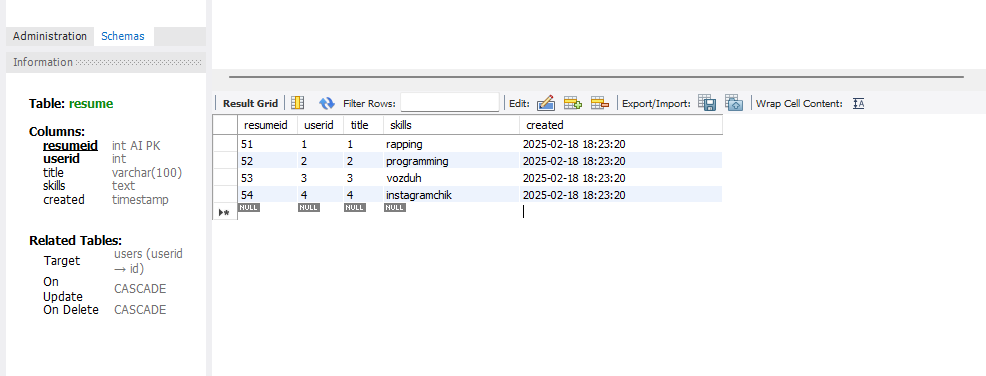 Administration Schemas
Information
Table: resume
Columns:
resumeid int AI PK
userid int
title varchar(100)
skills text
created timestamp
Related Tables:
Target users (userid → id)
On Update CASCADE
On Delete CASCADE
Result Grid Filter Rows: Edit: Export/Import: Wrap Cell Content: IA
resumeid userid title skills created
51 1 1 rapping 2025-02-18 18:23:20
52 2 2 programming 2025-02-18 18:23:20
53 3 3 vozduh 2025-02-18 18:23:20
54 4 4 instagramchik 2025-02-18 18:23:20
NULL NULL NULL NULL